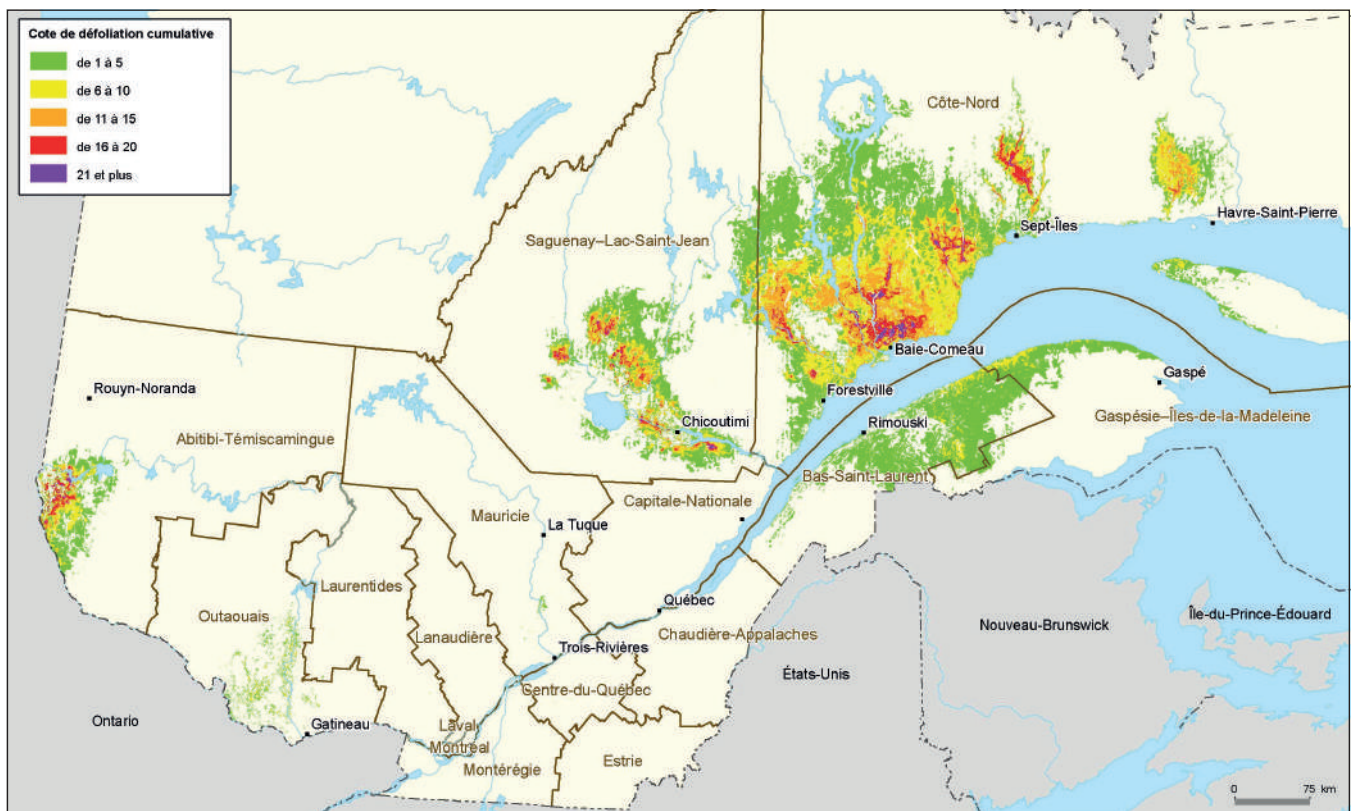 Cote de défoliation cumulative
de 1 à 5
de 6 à 10
de 11 à 15
de 16 à 20
21 et plus
Côte-Nord
Sept-Îles
Havre-Saint-Pierre
Saguenay–Lac-Saint-Jean
Baie-Comeau
Gaspé
Rouyn-Noranda
Forestville
Chicoutimi
Rimouski
Gaspésie–Îles-de-la-Madeleine
Abitibi-Témiscamingue
Bas-Saint-Laurent
Capitale-Nationale
Mauricie
La Tuque
Laurentides
Québec
Outaouais
Lanaudière
Chaudière-Appalaches
Nouveau-Brunswick
Île-du-Prince-Édouard
Trois-Rivières
États-Unis
Centre-du-Québec
Ontario
Gatineau
Laval
Montréal
Montérégie
Estrie
0 75 km